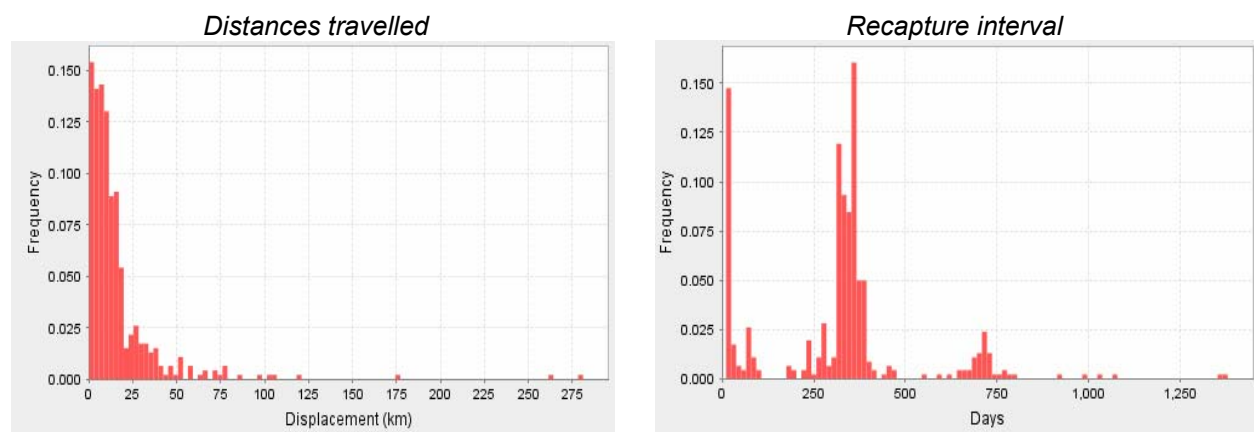 Distances travelled
0.150
0.125
0.100
0.075
0.050
0.025
0.000
Frequency
0 25 50 75 100 125 150 175 200 225 250 275
Displacement (km)
Recapture interval
0.150
0.125
0.100
0.075
0.050
0.025
0.000
Frequency
0 250 500 750 1,000 1,250
Days